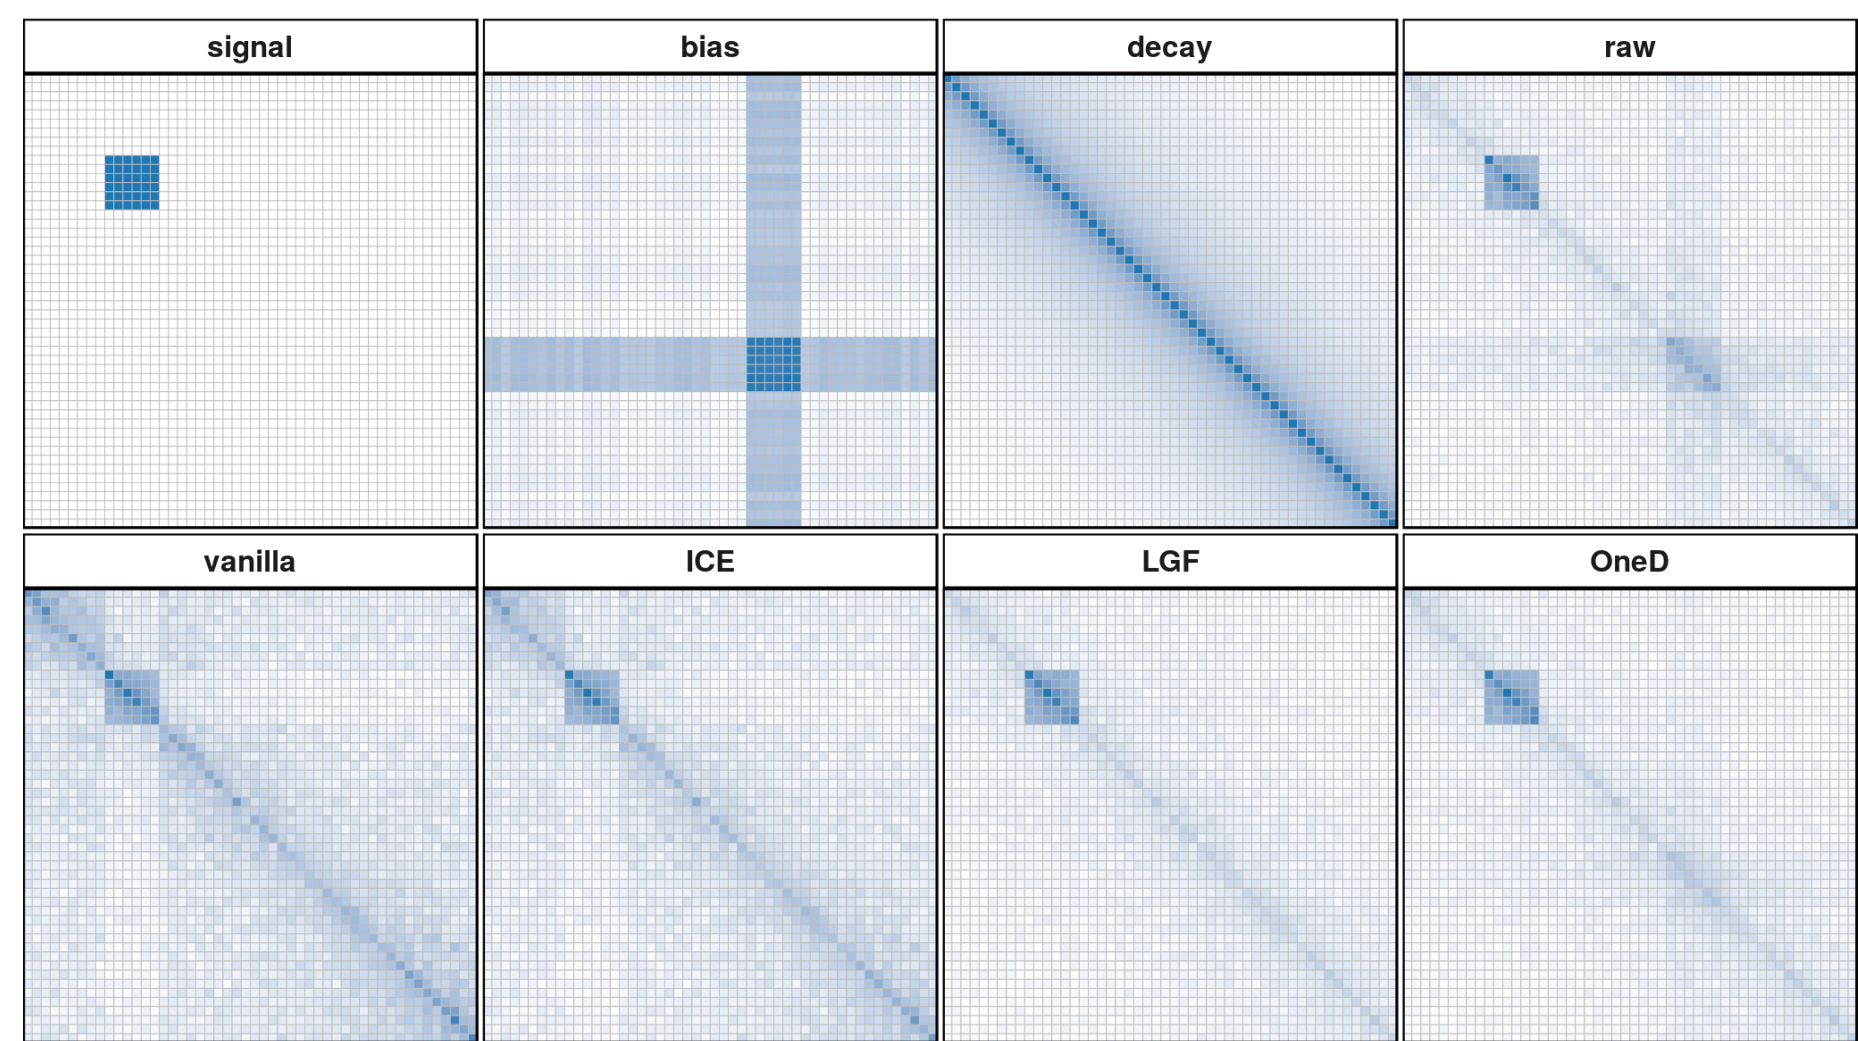 signal
bias
decay
raw
vanilla
ICE
LGF
OneD